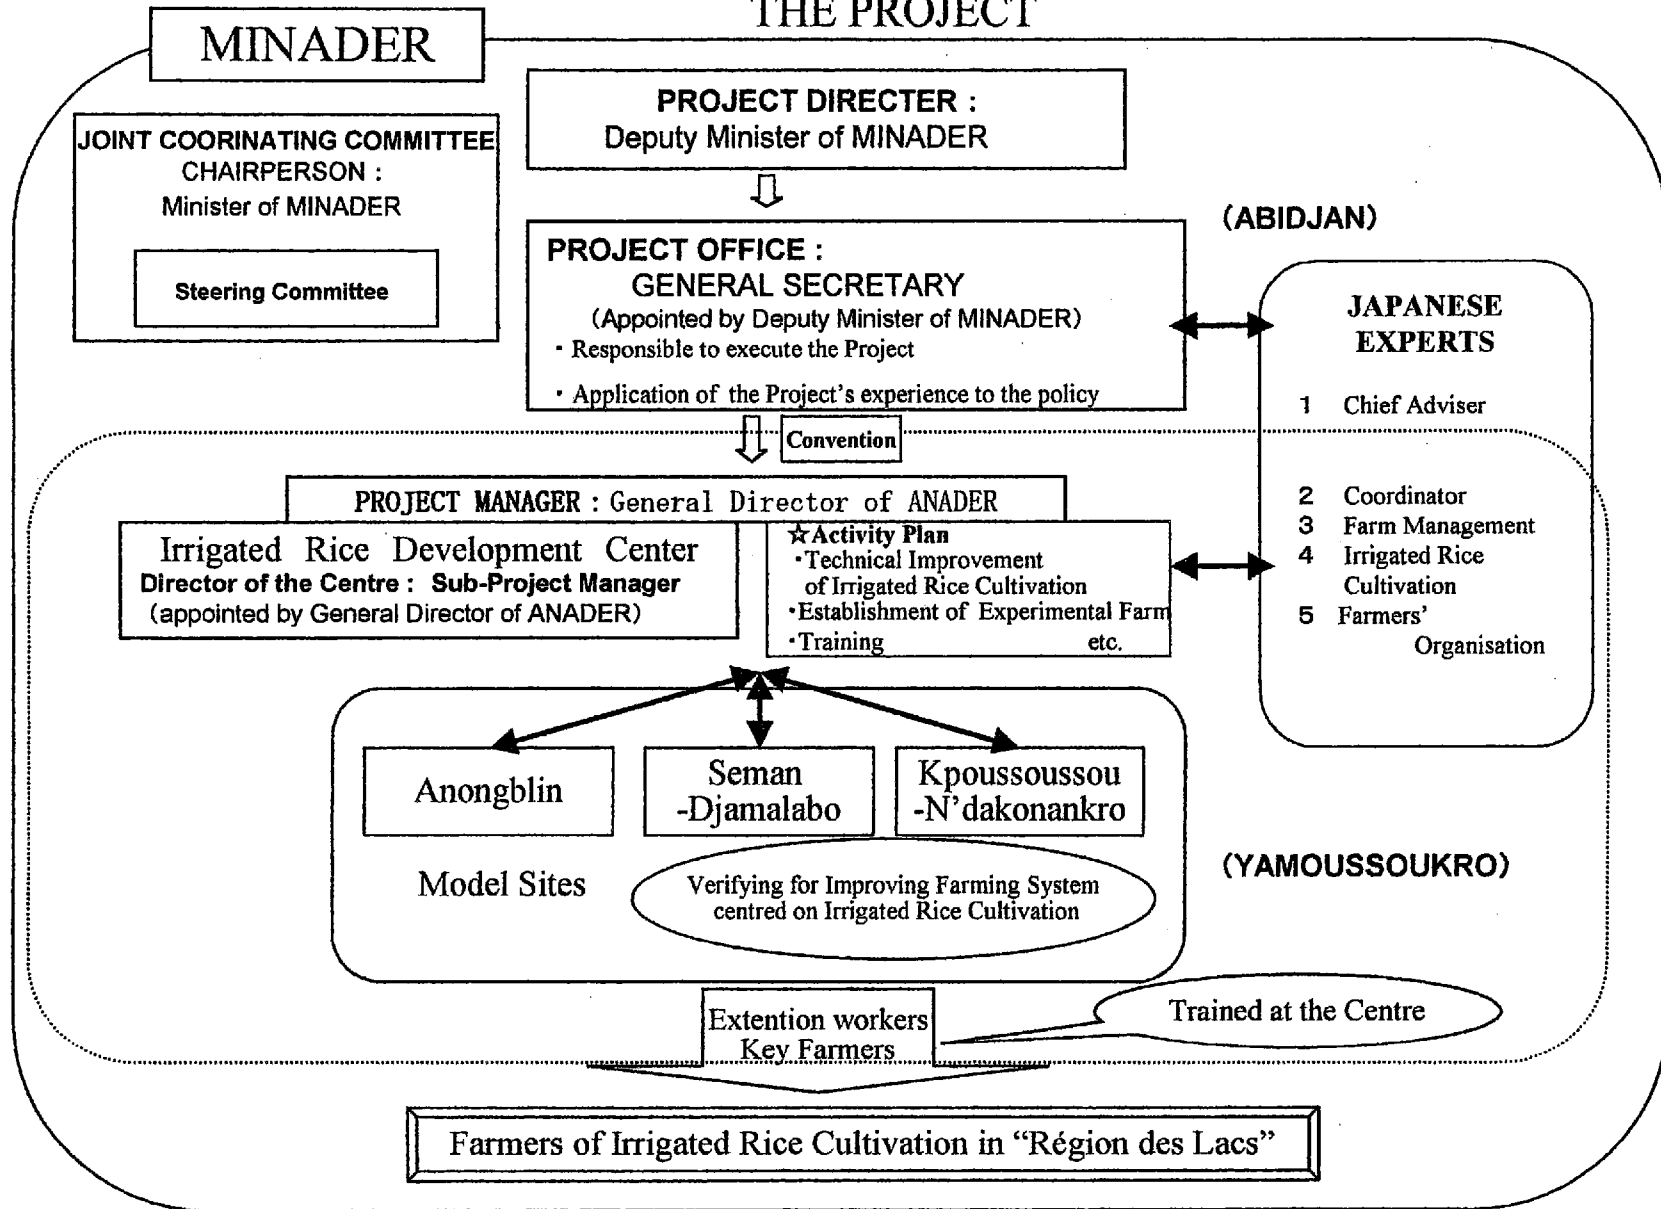 THE PROJECT
MINADER
PROJECT DIRECTER :
Deputy Minister of MINADER
JOINT COORINATING COMMITTEE
CHAIRPERSON :
Minister of MINADER
Steering Committee
(ABIDJAN)
PROJECT OFFICE :
GENERAL SECRETARY
(Appointed by Deputy Minister of MINADER)
・Responsible to execute the Project
・Application of the Project's experience to the policy
JAPANESE
EXPERTS
1 Chief Adviser
2 Coordinator
3 Farm Management
4 Irrigated Rice
Cultivation
5 Farmers'
Organisation
Convention
PROJECT MANAGER : General Director of ANADER
Irrigated Rice Development Center
Director of the Centre : Sub-Project Manager
(appointed by General Director of ANADER)
☆Activity Plan
・Technical Improvement
of Irrigated Rice Cultivation
・Establishment of Experimental Farm
・Training etc.
Anongblin
Seman
-Djamalabo
Kpoussoussou
-N'dakonankro
Model Sites
Verifying for Improving Farming System
centred on Irrigated Rice Cultivation
(YAMOUSSOUKRO)
Extention workers
Key Farmers
Trained at the Centre
Farmers of Irrigated Rice Cultivation in “Région des Lacs”